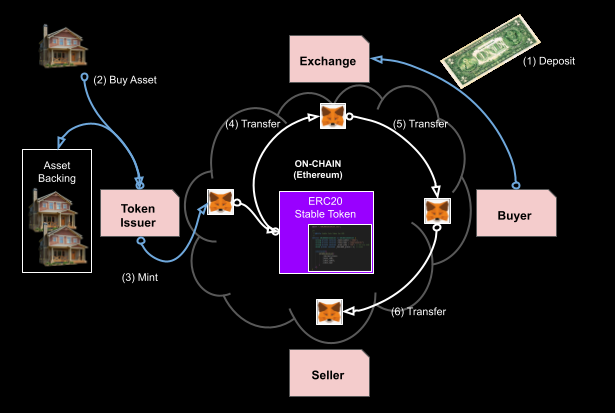 Exchange
(1) Deposit
(2) Buy Asset
(4) Transfer
(5) Transfer
ON-CHAIN
(Ethereum)
Asset
Backing
ERC20
Stable Token
Token
Issuer
Buyer
(3) Mint
(6) Transfer
Seller